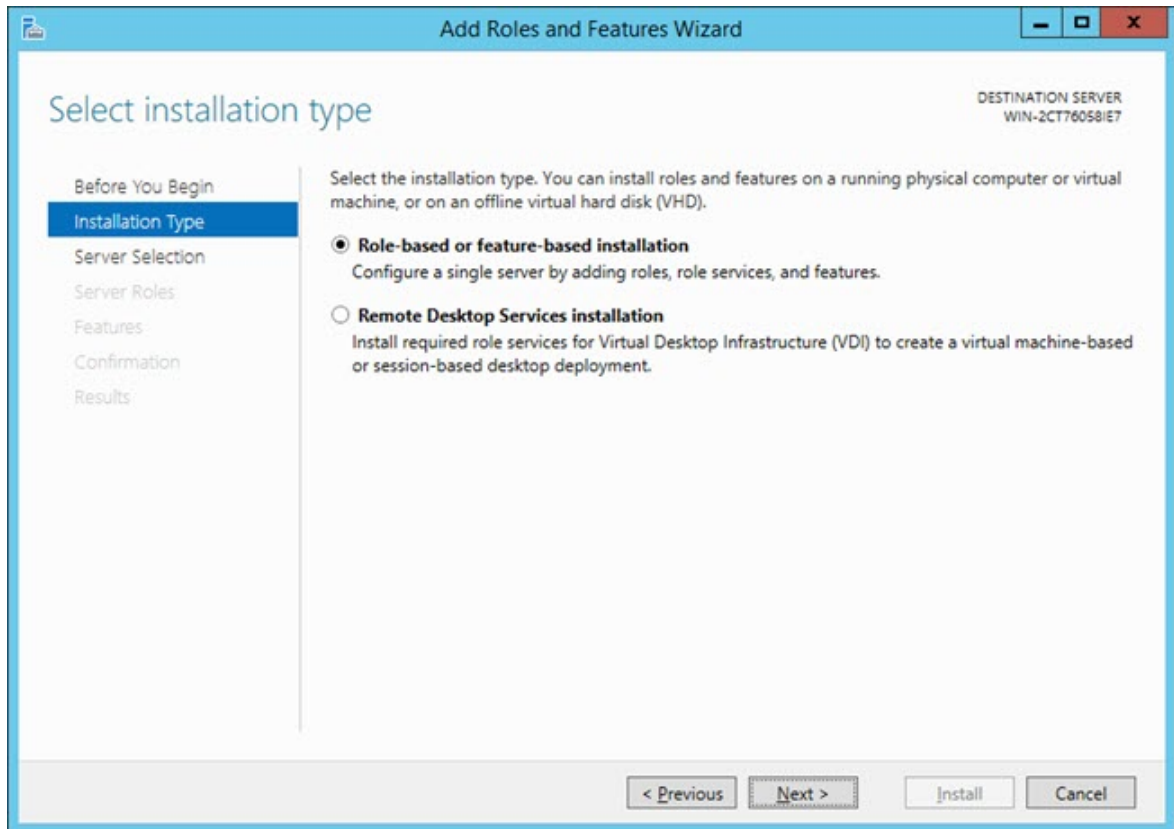 Add Roles and Features Wizard
Select installation type
DESTINATION SERVER
WIN-2CT76058IE7
Before You Begin
Installation Type
Server Selection
Server Roles
Features
Confirmation
Results
Select the installation type. You can install roles and features on a running physical computer or virtual
machine, or on an offline virtual hard disk (VHD).
Role-based or feature-based installation
Configure a single server by adding roles, role services, and features.
Remote Desktop Services installation
Install required role services for Virtual Desktop Infrastructure (VDI) to create a virtual machine-based
or session-based desktop deployment.
< Previous
Next >
Install
Cancel